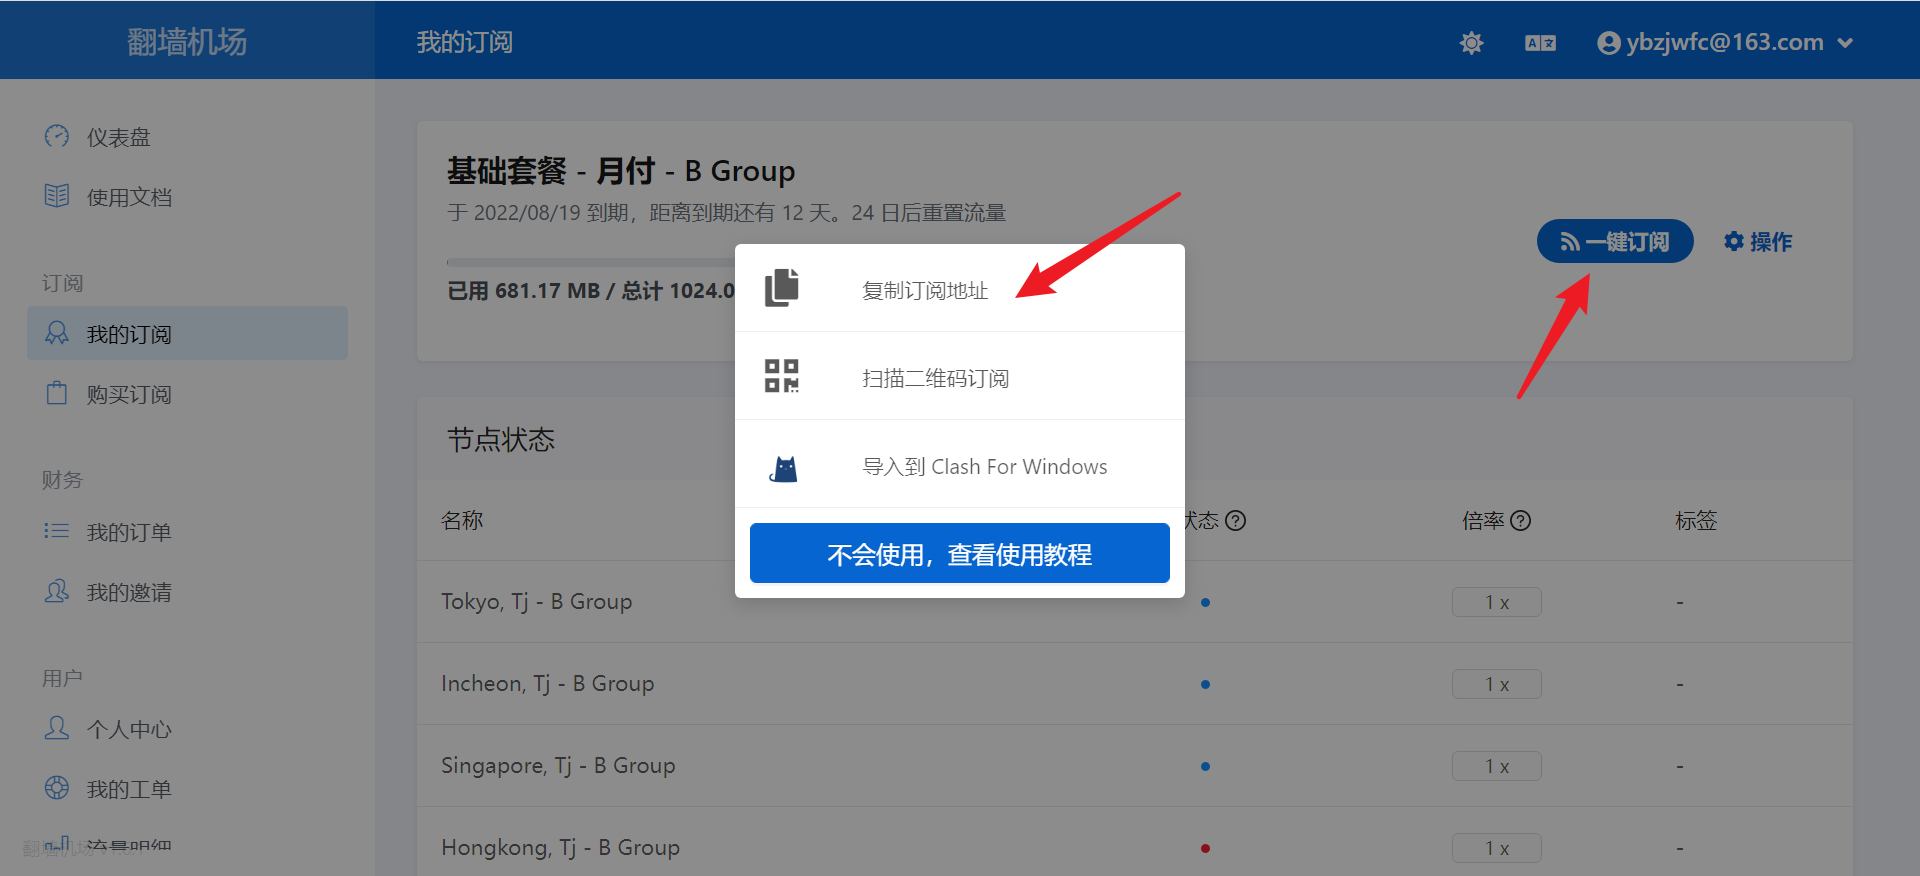 翻墙机场
我的订阅
ybzjwfc@163.com
仪表盘
使用文档
订阅
我的订阅
购买订阅
财务
我的订单
我的邀请
用户
个人中心
我的工单
流量明细
基础套餐 - 月付 - B Group
于 2022/08/19 到期，距离到期还有 12 天。24 日后重置流量
已用 681.17 MB / 总计 1024.0
一键订阅
操作
复制订阅地址
扫描二维码订阅
导入到 Clash For Windows
不会使用，查看使用教程
节点状态
名称
状态
倍率
标签
Tokyo, Tj - B Group
1 x
-
Incheon, Tj - B Group
1 x
-
Singapore, Tj - B Group
1 x
-
Hongkong, Tj - B Group
1 x
-